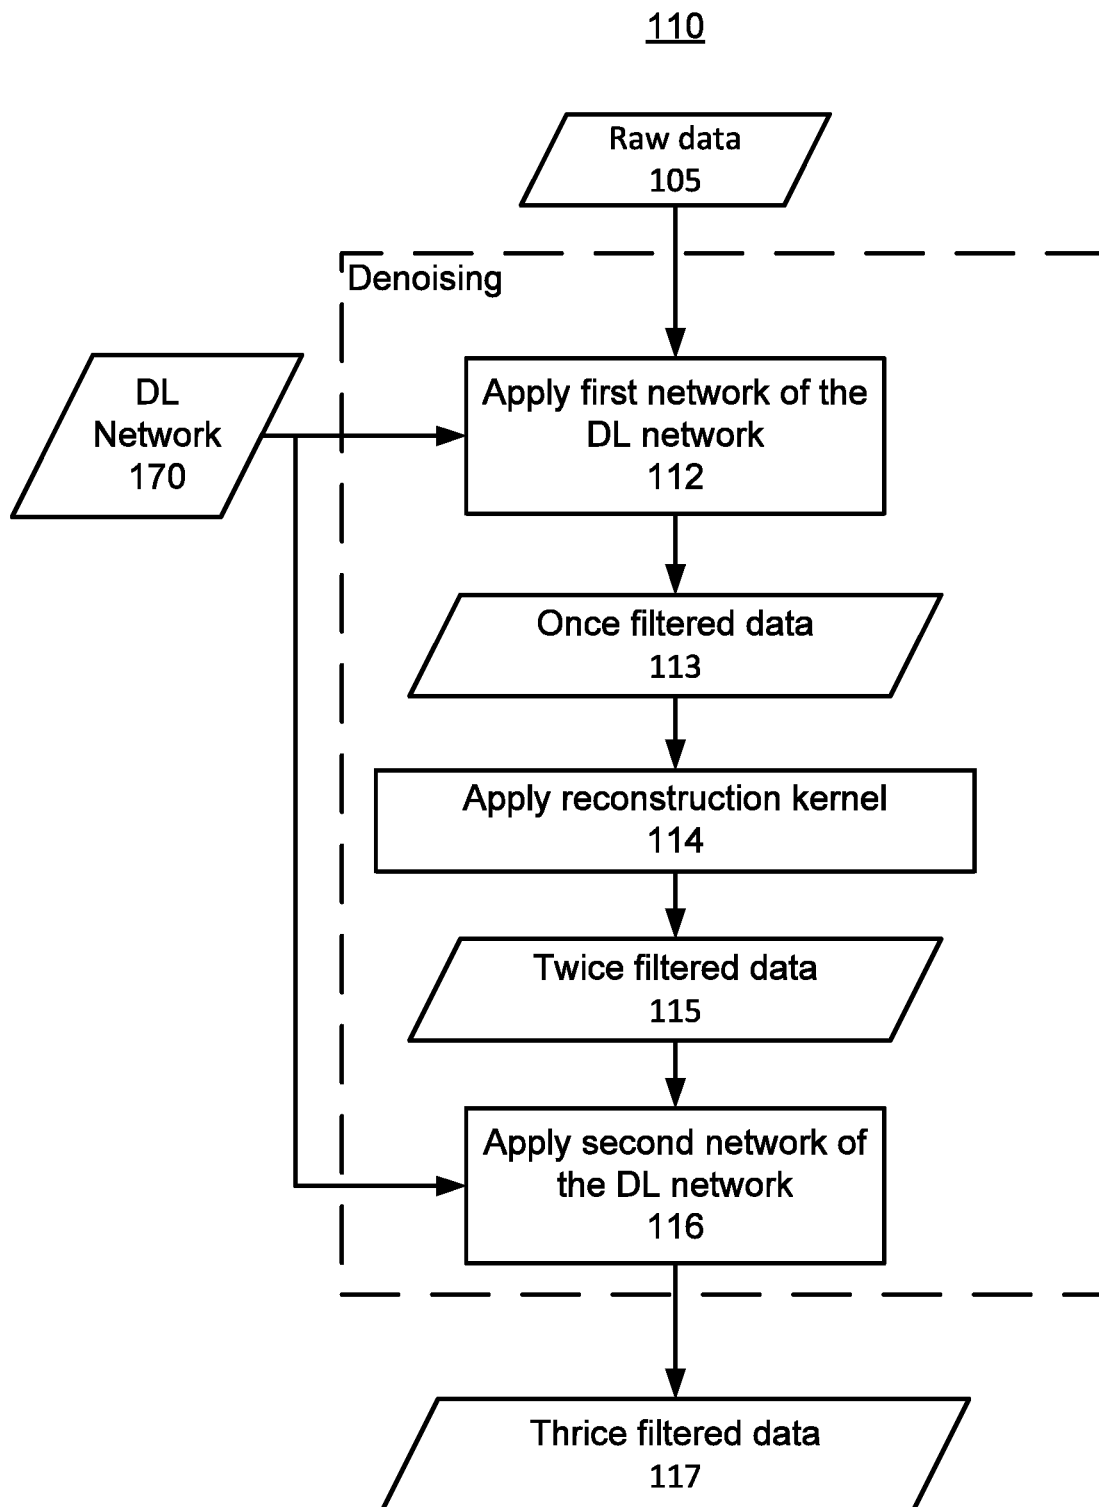 110
Raw data
105
Denoising
DL
Network
170
Apply first network of the
DL network
112
Once filtered data
113
Apply reconstruction kernel
114
Twice filtered data
115
Apply second network of
the DL network
116
Thrice filtered data
117